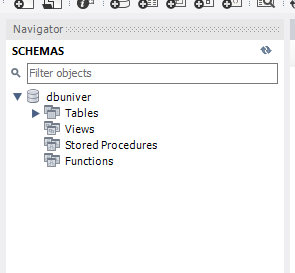 Navigator
SCHEMAS
Filter objects
dbuniver
Tables
Views
Stored Procedures
Functions